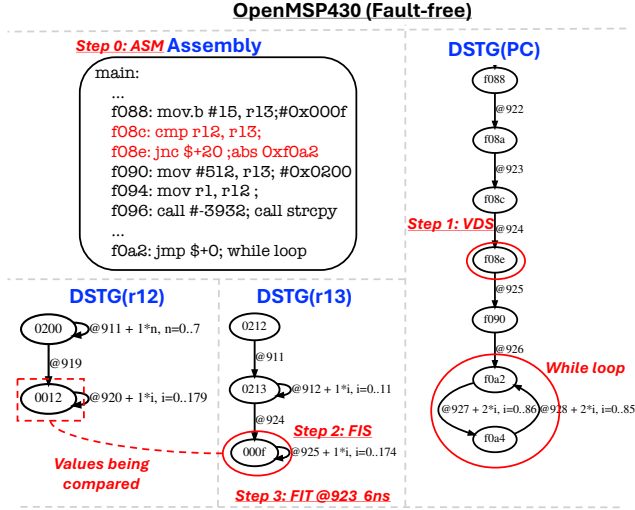 OpenMSP430 (Fault-free)
Step 0: ASM Assembly
main:
...
f088: mov.b #15, r13;#0x000f
f08c: cmp r12, r13;
f08e: jnc $+20 ;abs 0xf0a2
f090: mov #512, r13; #0x0200
f094: mov r1, r12 ;
f096: call #-3932; call strcpy
...
f0a2: jmp $+0; while loop
DSTG(PC)
f088
@922
f08a
@923
f08c
@924
Step 1: VDS
f08e
@925
f090
@926
While loop
f0a2
@927 + 2*i, i=0..86
@928 + 2*i, i=0..85
f0a4
DSTG(r12)
0200
@911 + 1*n, n=0..7
@919
0012
@920 + 1*i, i=0..179
Values being
compared
DSTG(r13)
0212
@911
0213
@912 + 1*i, i=0..11
@924
Step 2: FIS
000f
@925 + 1*i, i=0..174
Step 3: FIT @923 6ns